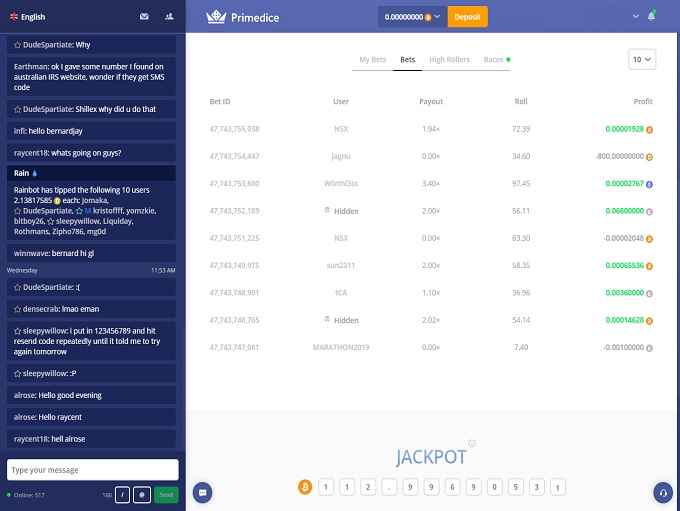 English
DudeSpartiate: Why
Earthman: ok I gave some number I found on
australian IRS website, wonder if they get SMS
code
DudeSpartiate: Shillex why did u do that
infl: hello bernardjay
raycent18: whats going on guys?
Rain
Rainbot has tipped the following 10 users
2.13817585 each: Jomaka,
DudeSpartiate, M kristoffff, yomzkie,
bitboy26, sleepywillow, Liquiday,
Rothmans, Zipho786, mg0d
winnwave: bernard hi gl
Wednesday 11:53 AM
DudeSpartiate: :(
densecrab: lmao eman
sleepywillow: i put in 123456789 and hit
resend code repeatedly until it told me to try
again tomorrow
sleepywillow: :P
alrose: Hello good evening
alrose: Hello raycent
raycent18: hell alrose
Type your message
Online: 517 160 / @ Send
Primedice 0.00000000 Deposit
My Bets Bets High Rollers Races 10
Bet ID User Payout Roll Profit
47,743,755,038 NSX 1.94× 72.39 0.00001928
47,743,754,447 jagnu 0.00× 34.60 -800.00000000
47,743,753,600 W0rthl3ss 3.40× 97.45 0.00002767
47,743,752,189 Hidden 2.00× 56.11 0.06800000
47,743,751,225 NSX 0.00× 63.30 -0.00002048
47,743,749,975 sun2311 2.00× 58.35 0.00065536
47,743,748,901 tCA 1.10× 36.96 0.00360000
47,743,748,765 Hidden 2.02× 54.14 0.00014628
47,743,747,081 MARATHON2019 0.00× 7.40 -0.00100000
JACKPOT
1 1 2 . 9 9 6 9 0 5 3 1